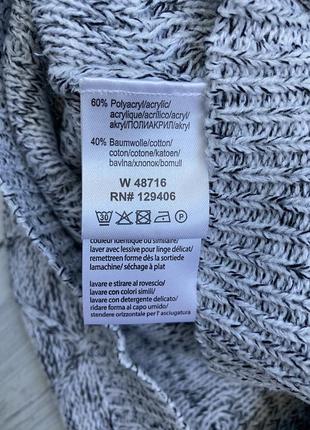 60% Polyacryl/acrylic/
acrylique/acrilico/acryl/
akryl/ПОЛИАКРИЛ/akryl
40% Baumwolle/cotton/
coton/cotone/katoen/
bavlna/хлопок/bomull
W 48716
RN# 129406
30 P
couleur identique ou similaire/
laver avec lessive pour linge délicat/
remetteren forme dès la sortiede
lamachine/ séchage à plat
lavare e stirare al rovescio/
lavare con colori simili/
lavare con detergente delicato/
ridare forma al capo umido/
stendere orizzontale per l'asciugatura